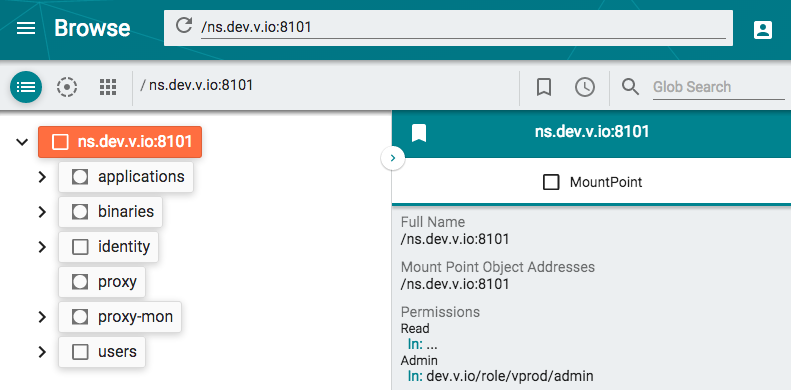 Browse
/ns.dev.v.io:8101
/ ns.dev.v.io:8101
Glob Search
ns.dev.v.io:8101
applications
binaries
identity
proxy
proxy-mon
users
ns.dev.v.io:8101
MountPoint
Full Name
/ns.dev.v.io:8101
Mount Point Object Addresses
/ns.dev.v.io:8101
Permissions
Read
In: ...
Admin
In: dev.v.io/role/vprod/admin